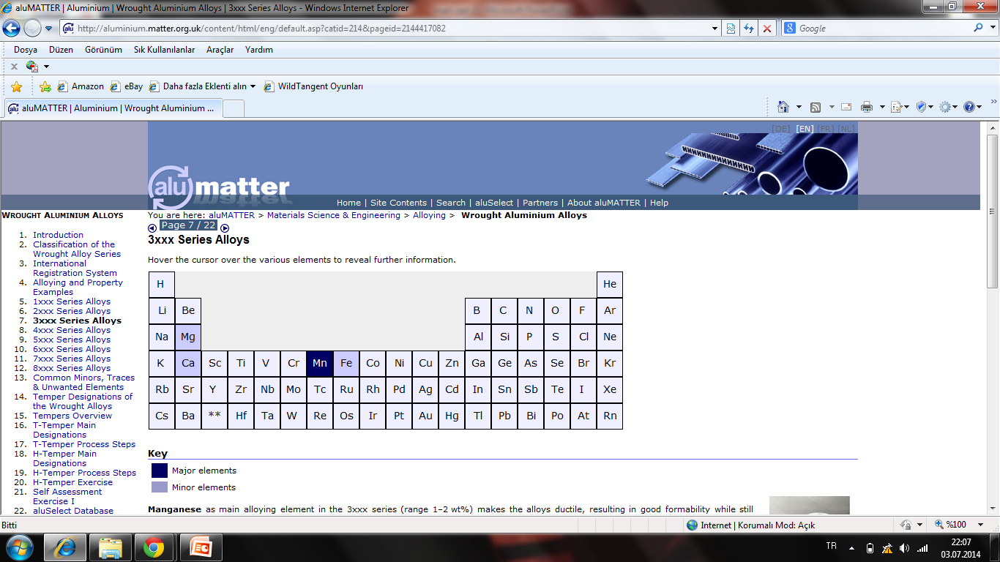 aluMATTER | Aluminium | Wrought Aluminium Alloys | 3xxx Series Alloys - Windows Internet Explorer
http://aluminium.matter.org.uk/content/html/eng/default.asp?catid=214&pageid=2144417082
Google
Dosya Düzen Görünüm Sık Kullanılanlar Araçlar Yardım
Amazon eBay Daha fazla Eklenti alın WildTangent Oyunları
aluMATTER | Aluminium | Wrought Aluminium ...
[DE] [EN] [FR] [NL]
alumatter
Home | Site Contents | Search | aluSelect | Partners | About aluMATTER | Help
WROUGHT ALUMINIUM ALLOYS
1. Introduction
2. Classification of the
Wrought Alloy Series
3. International
Registration System
4. Alloying and Property
Examples
5. 1xxx Series Alloys
6. 2xxx Series Alloys
7. 3xxx Series Alloys
8. 4xxx Series Alloys
9. 5xxx Series Alloys
10. 6xxx Series Alloys
11. 7xxx Series Alloys
12. 8xxx Series Alloys
13. Common Minors, Traces
& Unwanted Elements
14. Temper Designations of
the Wrought Alloys
15. Tempers Overview
16. T-Temper Main
Designations
17. T-Temper Process Steps
18. H-Temper Main
Designations
19. H-Temper Process Steps
20. H-Temper Exercise
21. Self Assessment
Exercise I
22. aluSelect Database
You are here: aluMATTER > Materials Science & Engineering > Alloying > Wrought Aluminium Alloys
Page 7 / 22
3xxx Series Alloys
Hover the cursor over the various elements to reveal further information.
H He
Li Be B C N O F Ar
Na Mg Al Si P S Cl Ne
K Ca Sc Ti V Cr Mn Fe Co Ni Cu Zn Ga Ge As Se Br Kr
Rb Sr Y Zr Nb Mo Tc Ru Rh Pd Ag Cd In Sn Sb Te I Xe
Cs Ba ** Hf Ta W Re Os Ir Pt Au Hg Tl Pb Bi Po At Rn
Key
Major elements
Minor elements
Manganese as main alloying element in the 3xxx series (range 1–2 wt%) makes the alloys ductile, resulting in good formability while still
Bitti
Internet | Korumalı Mod: Açık
%100
TR
22:07
03.07.2014